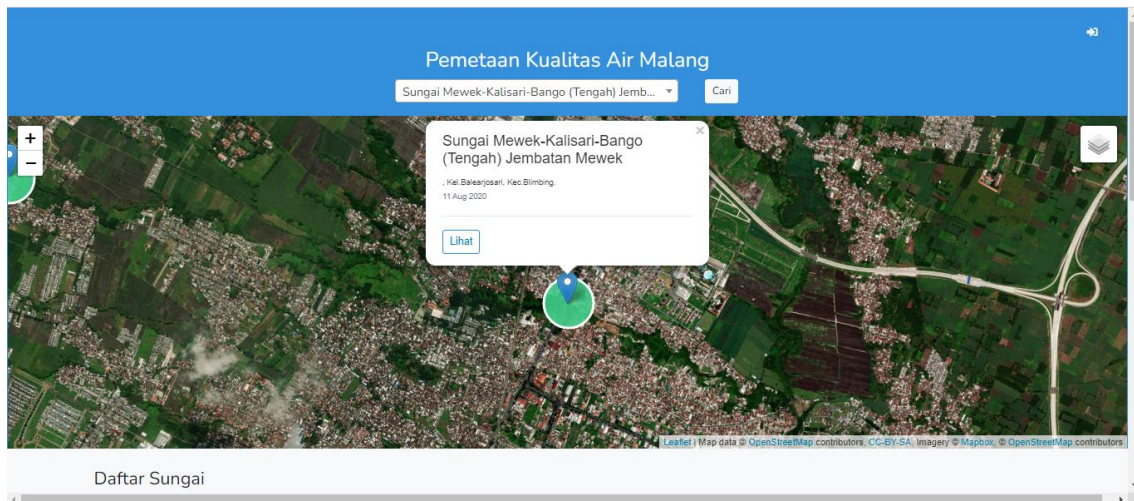 Pemetaan Kualitas Air Malang
Sungai Mewek-Kalisari-Bango (Tengah) Jemb...
Cari
+
−
×
Sungai Mewek-Kalisari-Bango
(Tengah) Jembatan Mewek
, Kel.Balearjosari, Kec.Blimbing.
11 Aug 2020
Lihat
Leaflet | Map data © OpenStreetMap contributors, CC-BY-SA, Imagery © Mapbox, © OpenStreetMap contributors
Daftar Sungai